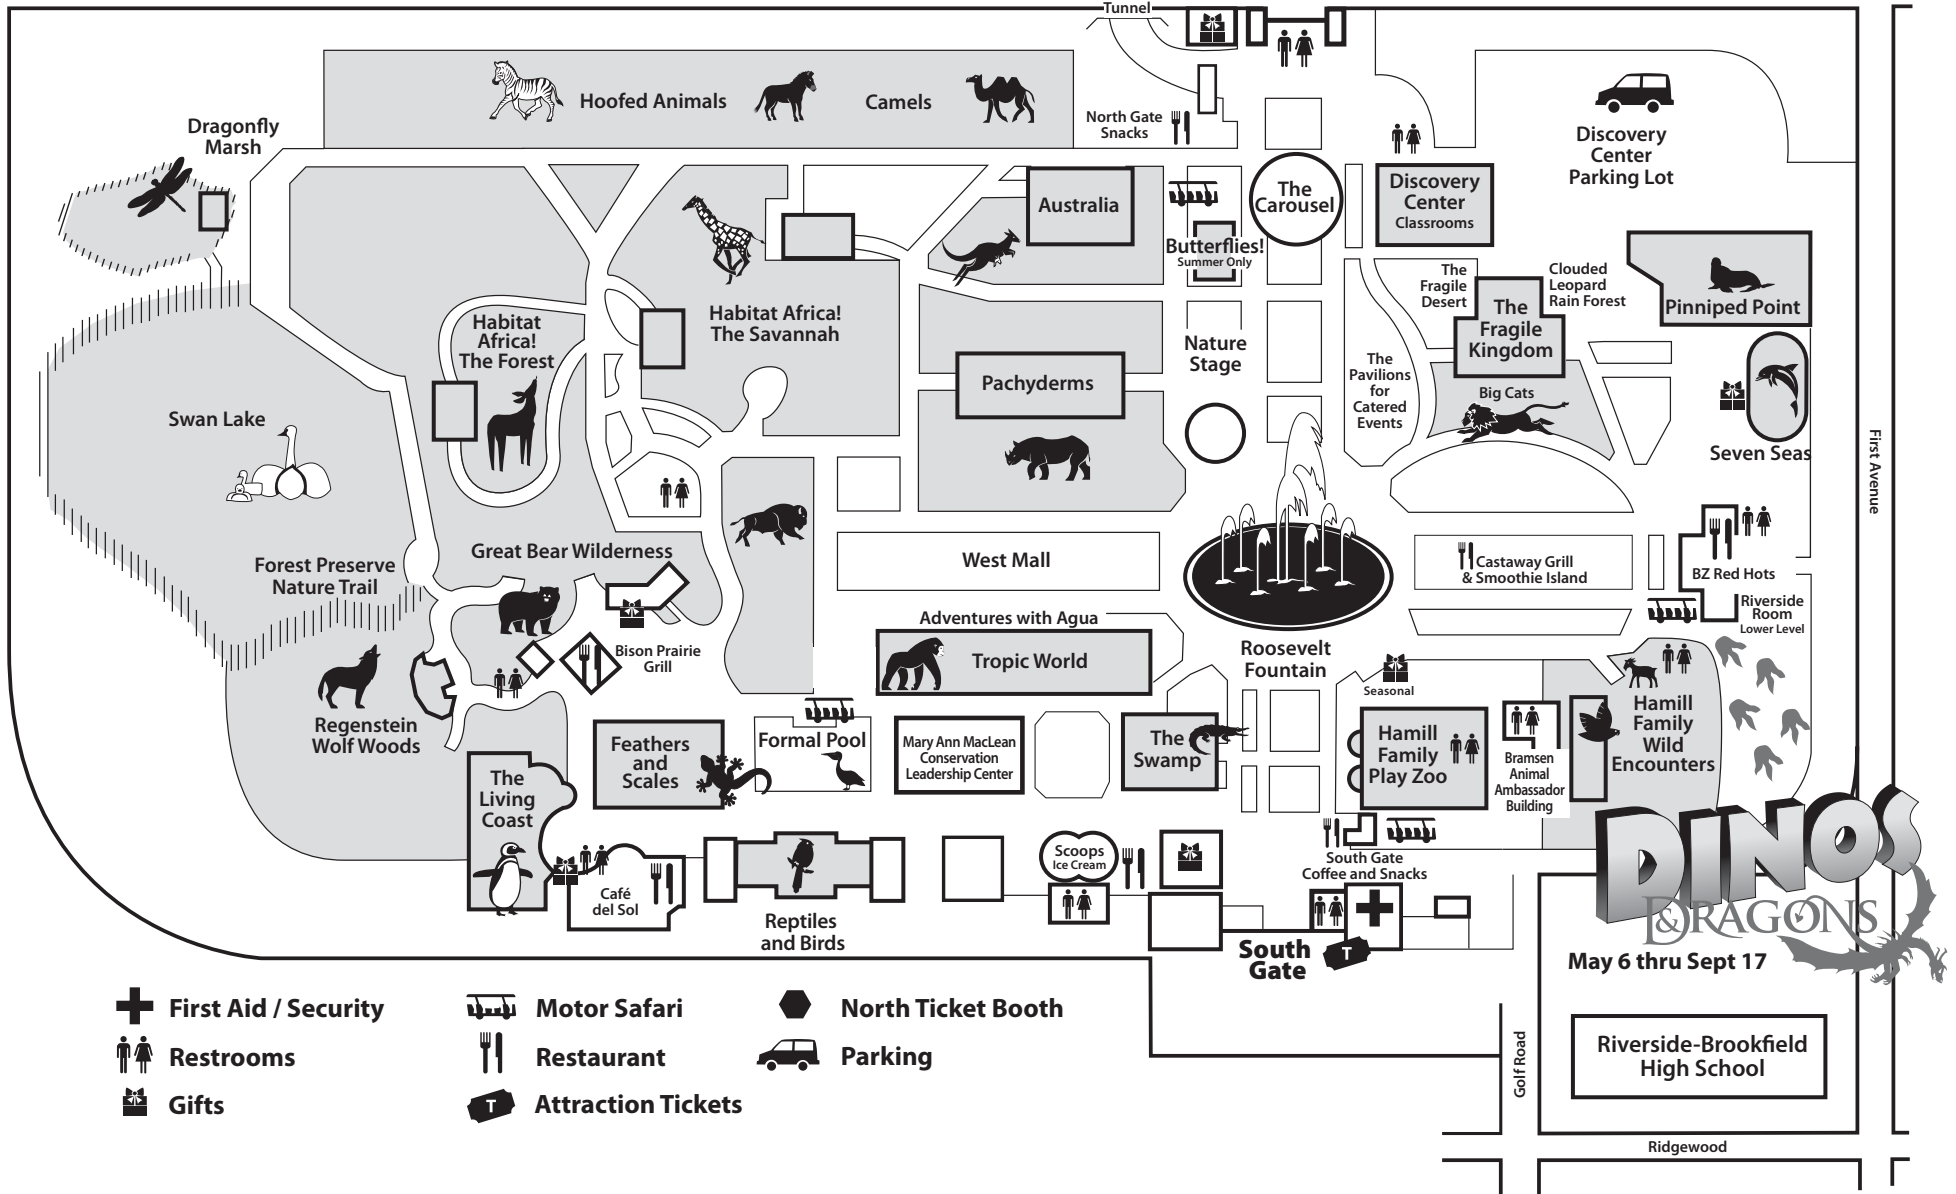 Tunnel
Hoofed Animals
Camels
North Gate
Snacks
Dragonfly
Marsh
Discovery
Center
Parking Lot
Australia
The
Carousel
Discovery
Center
Classrooms
Butterflies!
Summer Only
The
Fragile
Desert
Clouded
Leopard
Rain Forest
The
Fragile
Kingdom
Pinniped Point
Habitat
Africa!
The Forest
Habitat Africa!
The Savannah
Nature
Stage
The
Pavilions
for
Catered
Events
Pachyderms
Big Cats
Swan Lake
Seven Seas
First Avenue
Forest Preserve
Nature Trail
Great Bear Wilderness
West Mall
Castaway Grill
& Smoothie Island
BZ Red Hots
Riverside
Room
Lower Level
Adventures with Agua
Tropic World
Roosevelt
Fountain
Bison Prairie
Grill
Seasonal
Regenstein
Wolf Woods
Feathers
and
Scales
Formal Pool
Mary Ann MacLean
Conservation
Leadership Center
The
Swamp
Hamill
Family
Play Zoo
Bramsen
Animal
Ambassador
Building
Hamill
Family
Wild
Encounters
The
Living
Coast
Café
del Sol
Reptiles
and Birds
Scoops
Ice Cream
South Gate
Coffee and Snacks
South
Gate
T
DINOS
& DRAGONS
May 6 thru Sept 17
First Aid / Security
Restrooms
Gifts
Motor Safari
Restaurant
T
Attraction Tickets
North Ticket Booth
Parking
Golf Road
Riverside-Brookfield
High School
Ridgewood